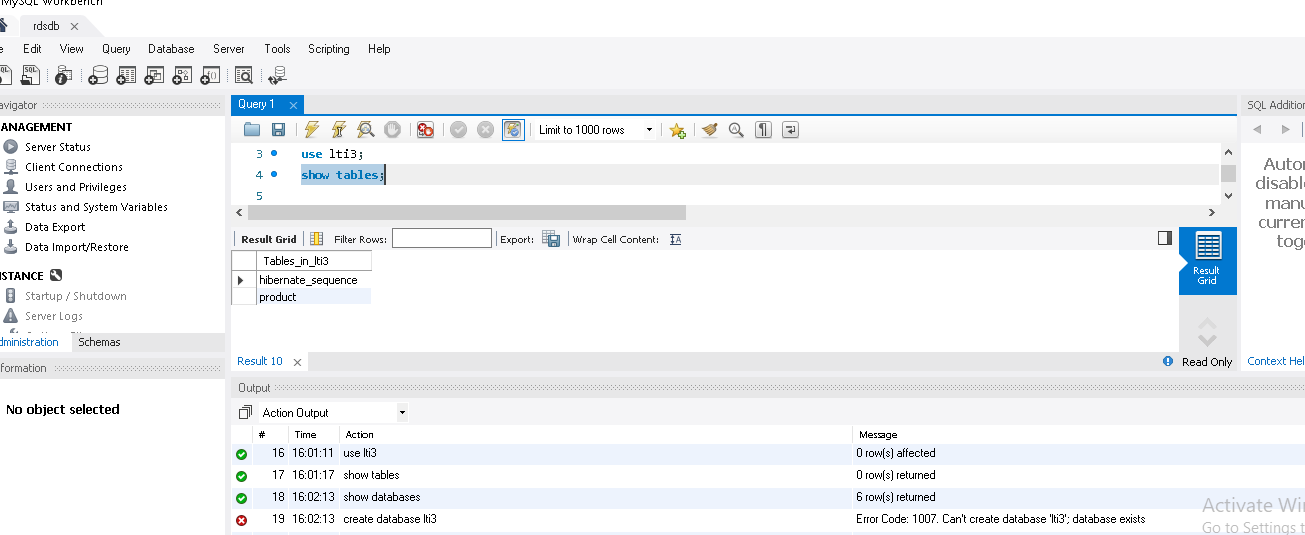 MySQL Workbench
rdsdb
Edit View Query Database Server Tools Scripting Help
avigator
ANAGEMENT
Server Status
Client Connections
Users and Privileges
Status and System Variables
Data Export
Data Import/Restore
STANCE
Startup / Shutdown
Server Logs
dministration Schemas
formation
No object selected
Query 1
Limit to 1000 rows
3 use lti3;
4 show tables;
5
Result Grid Filter Rows: Export: Wrap Cell Content: IA
Tables_in_lti3
hibernate_sequence
product
Result
Grid
Result 10
Read Only
Output
Action Output
# Time Action Message
16 16:01:11 use lti3 0 row(s) affected
17 16:01:17 show tables 0 row(s) returned
18 16:02:13 show databases 6 row(s) returned
19 16:02:13 create database lti3 Error Code: 1007. Can't create database 'lti3'; database exists
SQL Addition
Autor
disable
manu
curren
tog
Context Hel
Activate Wi
Go to Settings t